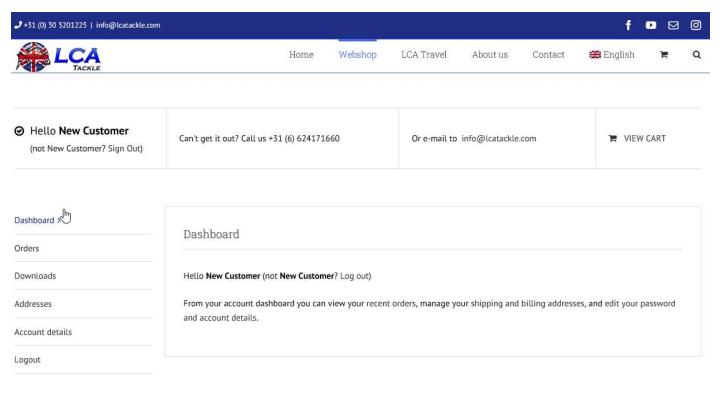 +31 (0) 30 3201225 | info@lcatackle.com
LCA
TACKLE
Home Webshop LCA Travel About us Contact English
Hello New Customer
(not New Customer? Sign Out)
Can't get it out? Call us +31 (6) 624171660
Or e-mail to info@lcatackle.com
VIEW CART
Dashboard
Orders
Downloads
Addresses
Account details
Logout
Dashboard
Hello New Customer (not New Customer? Log out)
From your account dashboard you can view your recent orders, manage your shipping and billing addresses, and edit your password
and account details.